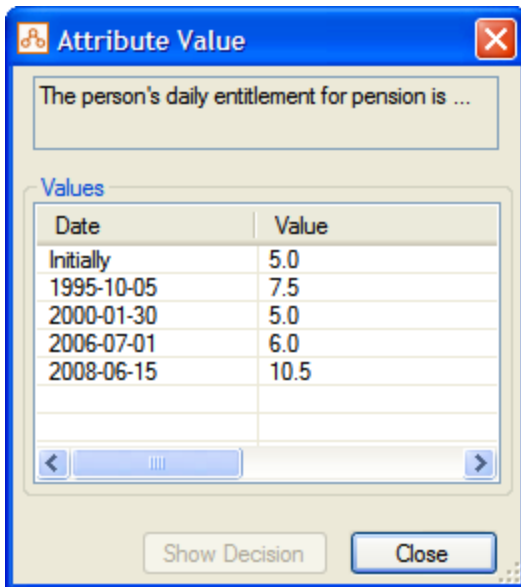 Attribute Value
The person's daily entitlement for pension is ...
Values
Date Value
Initially 5.0
1995-10-05 7.5
2000-01-30 5.0
2006-07-01 6.0
2008-06-15 10.5
Show Decision Close